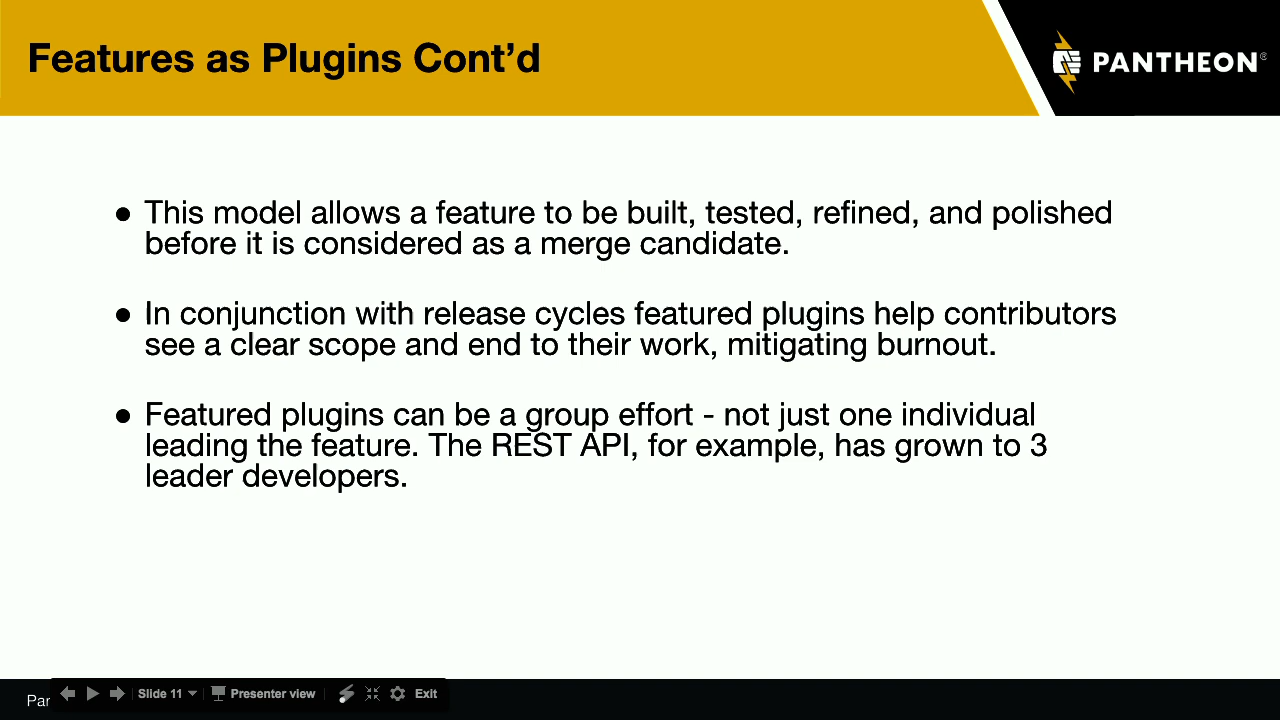 Features as Plugins Cont’d
PANTHEON®
● This model allows a feature to be built, tested, refined, and polished
before it is considered as a merge candidate.
● In conjunction with release cycles featured plugins help contributors
see a clear scope and end to their work, mitigating burnout.
● Featured plugins can be a group effort - not just one individual
leading the feature. The REST API, for example, has grown to 3
leader developers.
Par
Slide 11
Presenter view
Exit